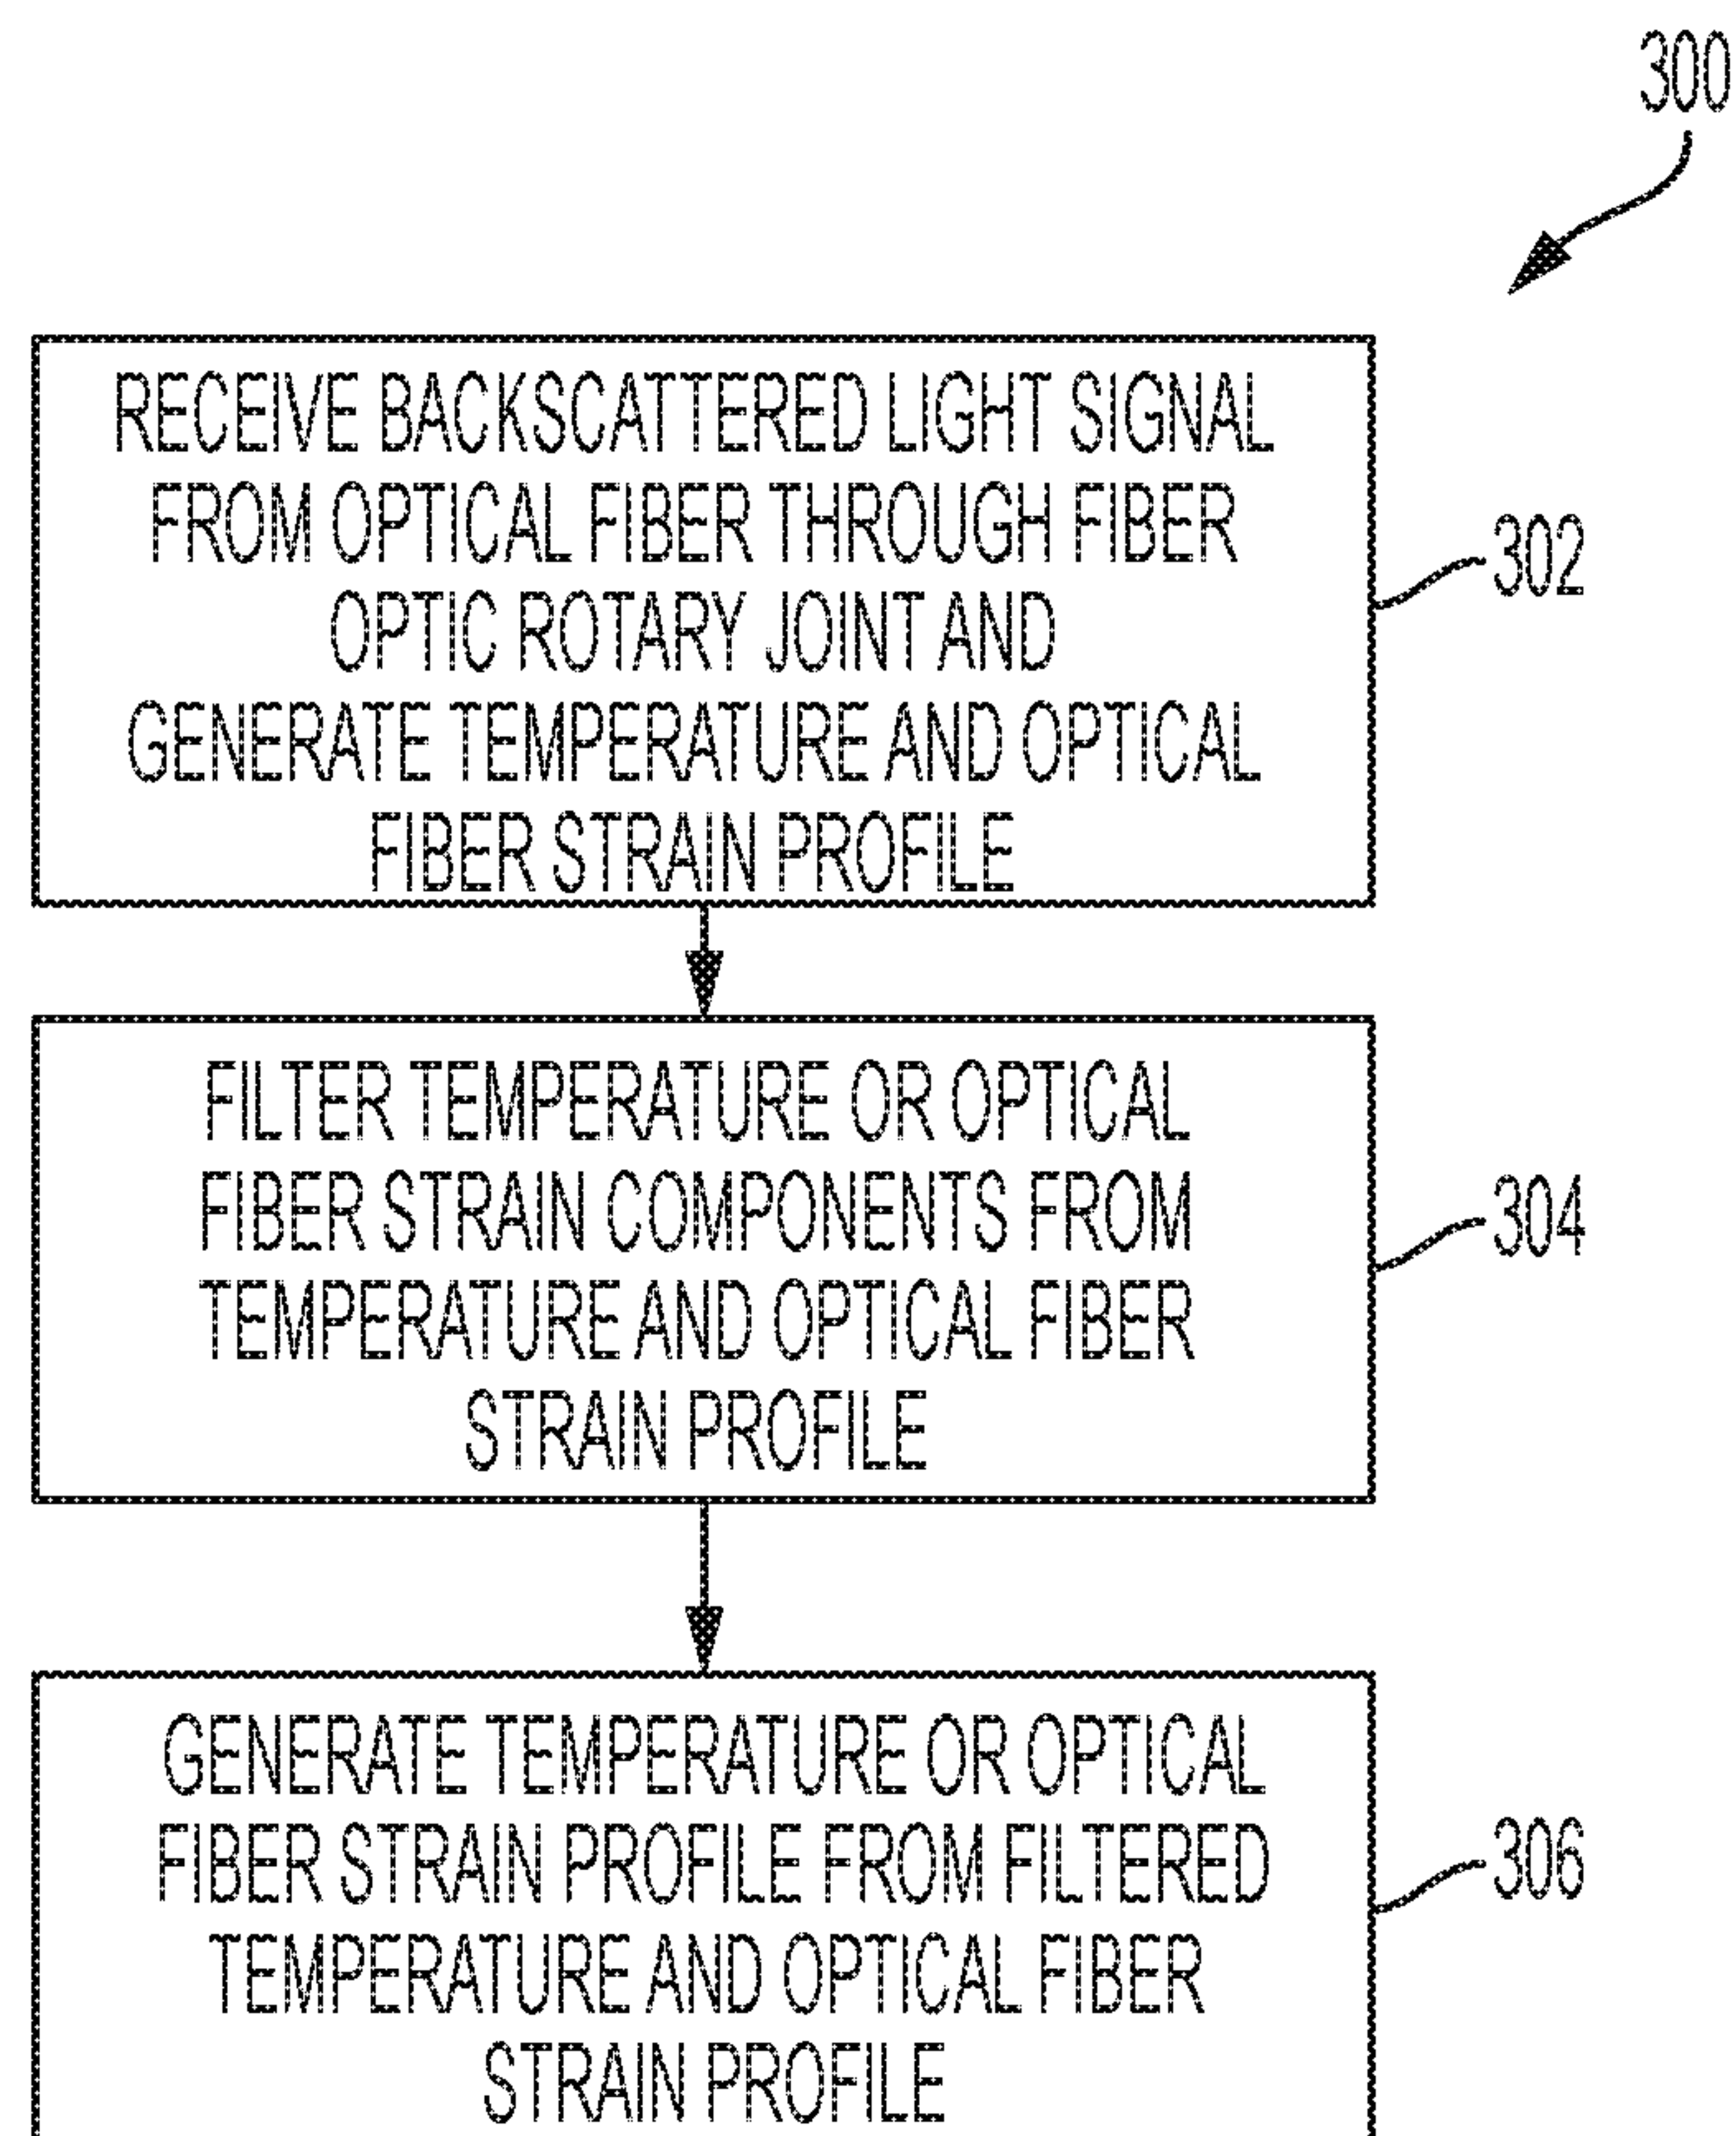 300
RECEIVE BACKSCATTERED LIGHT SIGNAL
FROM OPTICAL FIBER THROUGH FIBER
OPTIC ROTARY JOINT AND
GENERATE TEMPERATURE AND OPTICAL
FIBER STRAIN PROFILE
302
FILTER TEMPERATURE OR OPTICAL
FIBER STRAIN COMPONENTS FROM
TEMPERATURE AND OPTICAL FIBER
STRAIN PROFILE
304
GENERATE TEMPERATURE OR OPTICAL
FIBER STRAIN PROFILE FROM FILTERED
TEMPERATURE AND OPTICAL FIBER
STRAIN PROFILE
306